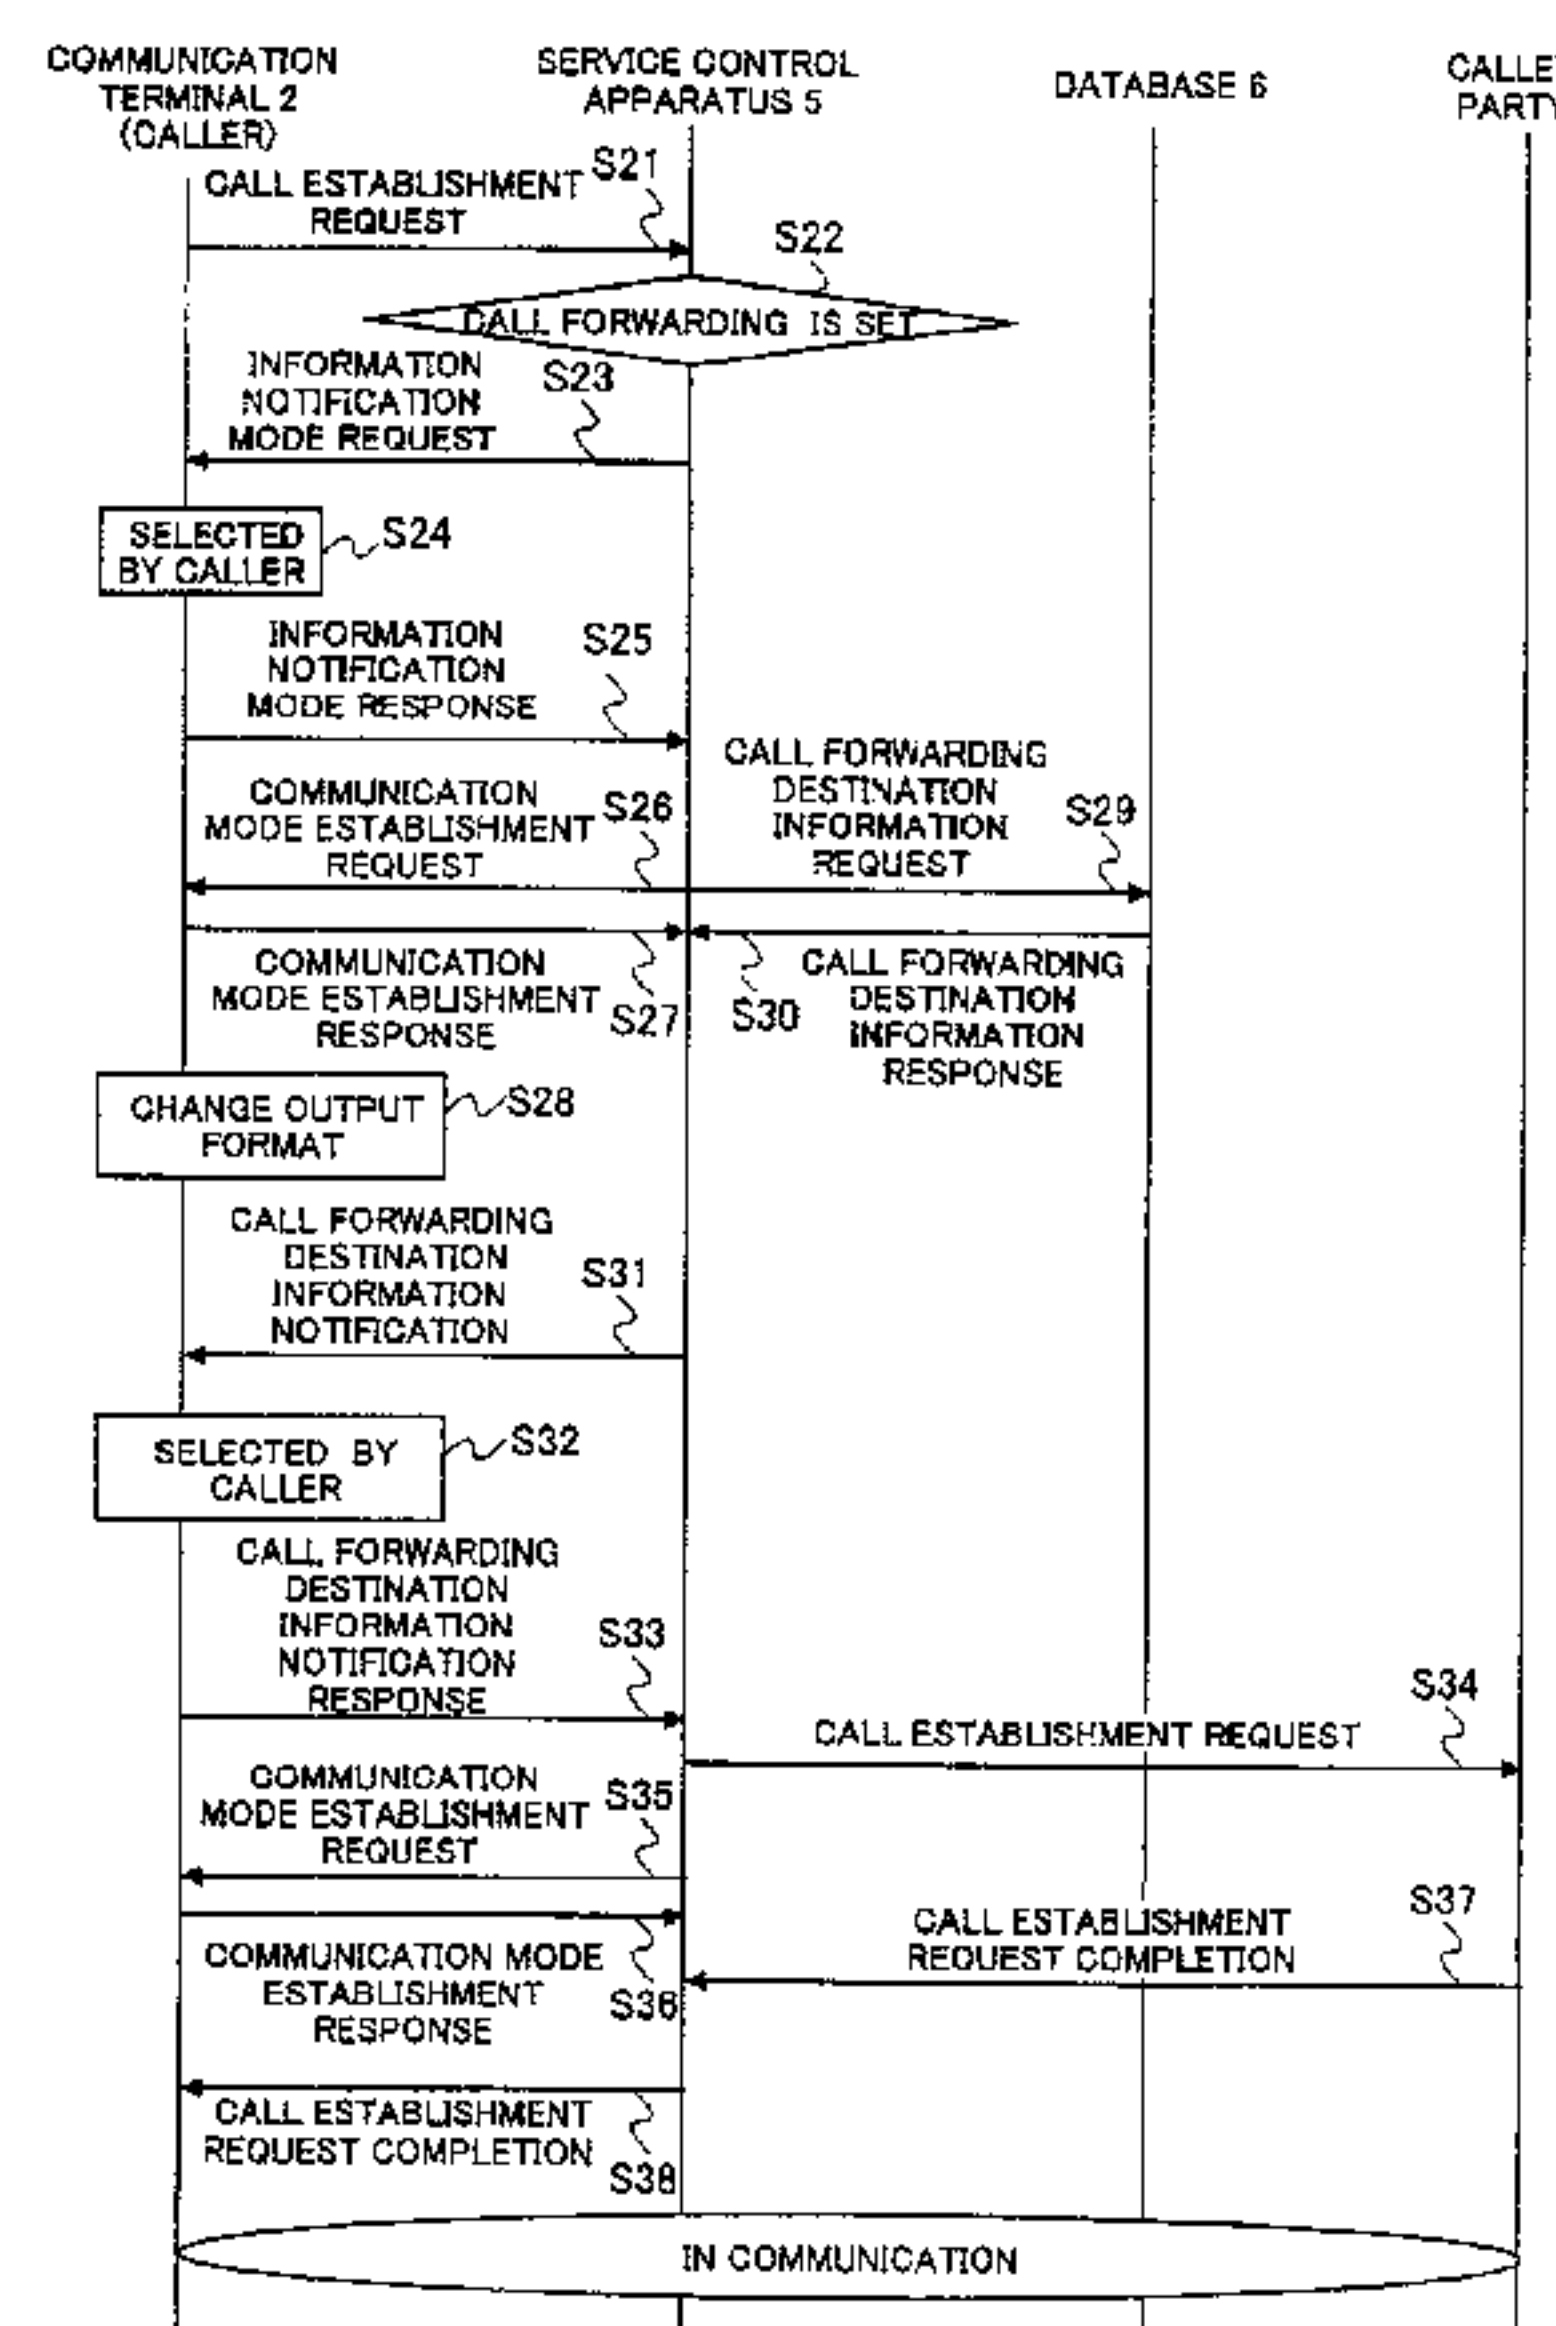 COMMUNICATION
TERMINAL 2
(CALLER)
SERVICE CONTROL
APPARATUS 5
DATABASE 6
CALLE
PARTY
CALL ESTABLISHMENT
REQUEST
S21
S22
CALL FORWARDING IS SET
INFORMATION
NOTIFICATION
MODE REQUEST
S23
SELECTED
BY CALLER
S24
INFORMATION
NOTIFICATION
MODE RESPONSE
S25
COMMUNICATION
MODE ESTABLISHMENT
REQUEST
S26
CALL FORWARDING
DESTINATION
INFORMATION
REQUEST
S29
COMMUNICATION
MODE ESTABLISHMENT
RESPONSE
S27
S30
CALL FORWARDING
DESTINATION
INFORMATION
RESPONSE
CHANGE OUTPUT
FORMAT
S28
CALL FORWARDING
DESTINATION
INFORMATION
NOTIFICATION
S31
SELECTED BY
CALLER
S32
CALL FORWARDING
DESTINATION
INFORMATION
NOTIFICATION
RESPONSE
S33
S34
CALL ESTABLISHMENT REQUEST
COMMUNICATION
MODE ESTABLISHMENT
REQUEST
S35
S37
CALL ESTABLISHMENT
REQUEST COMPLETION
COMMUNICATION MODE
ESTABLISHMENT
RESPONSE
S36
CALL ESTABLISHMENT
REQUEST COMPLETION
S38
IN COMMUNICATION